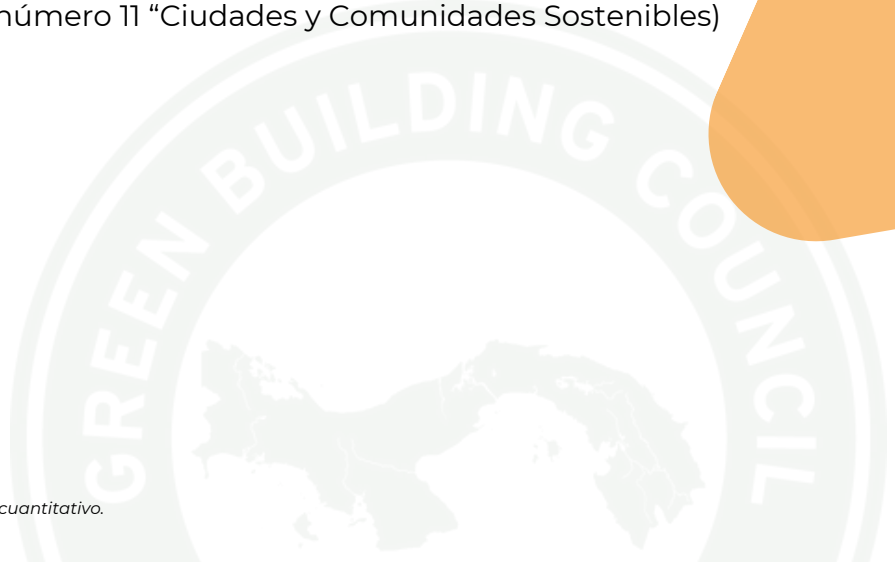 número 11 “Ciudades y Comunidades Sostenibles)
GREEN BUILDING COUNCIL
cuantitativo.